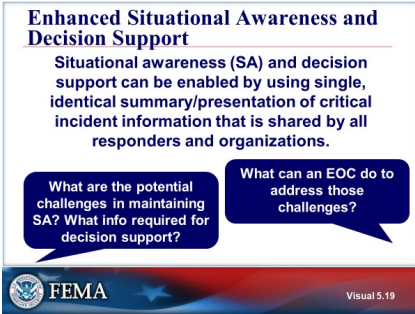 Enhanced Situational Awareness and
Decision Support
Situational awareness (SA) and decision
support can be enabled by using single,
identical summary/presentation of critical
incident information that is shared by all
responders and organizations.
What are the potential
challenges in maintaining
SA? What info required for
decision support?
What can an EOC do to
address those
challenges?
FEMA
Visual 5.19